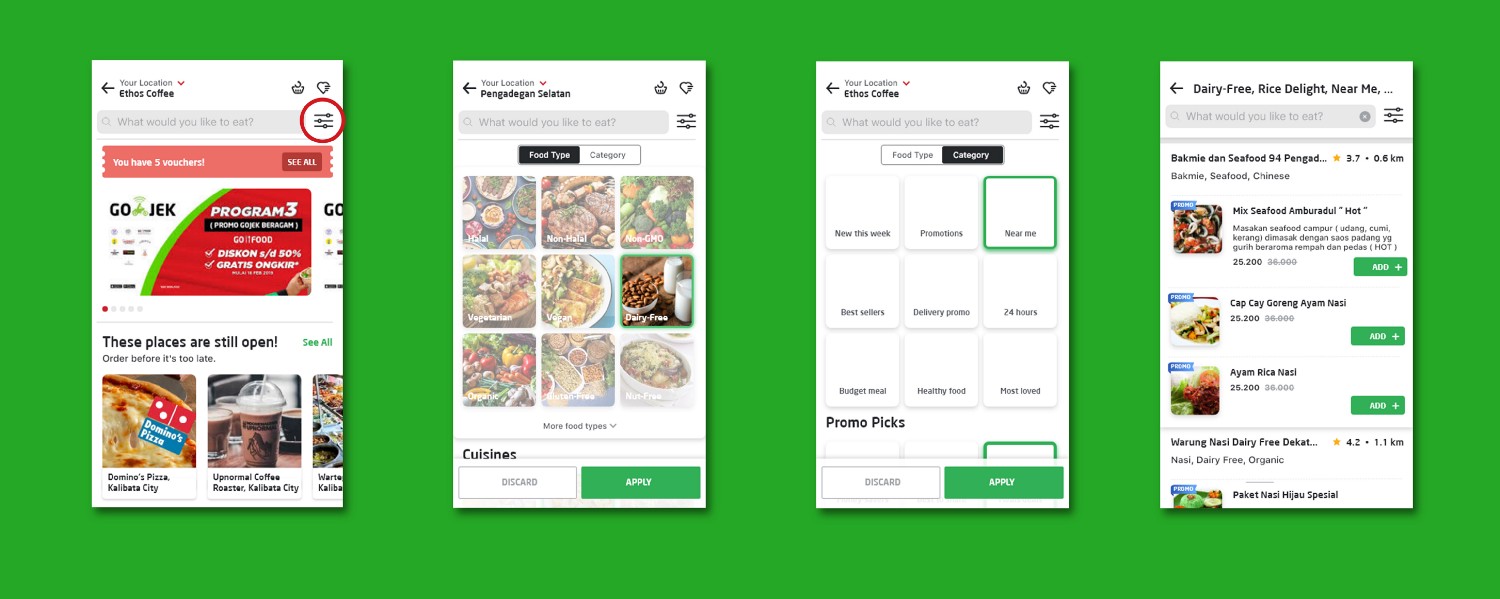 Your Location
Ethos Coffee
What would you like to eat?
You have 5 vouchers!
SEE ALL
GOJEK
PROGRAM3
( PROMO GOJEK BERAGAM )
GO FOOD
DISKON s/d 50%
GRATIS ONGKIR*
MULAI 18 FEB 2019
GO
These places are still open!
See All
Order before it's too late.
Domino's
Pizza
Domino's Pizza,
Kalibata City
Upnormal Coffee
Roaster, Kalibata City
Warte
Kaliba
Your Location
Pengadegan Selatan
What would you like to eat?
Food Type
Category
Halal
Non-Halal
Non-GMO
Vegetarian
Vegan
Dairy-Free
Organic
Gluten-Free
Nut-Free
More food types
Cuisines
DISCARD
APPLY
Your Location
Ethos Coffee
What would you like to eat?
Food Type
Category
New this week
Promotions
Near me
Best sellers
Delivery promo
24 hours
Budget meal
Healthy food
Most loved
Promo Picks
DISCARD
APPLY
Dairy-Free, Rice Delight, Near Me, ...
What would you like to eat?
Bakmie dan Seafood 94 Pengad... 3.7 • 0.6 km
Bakmie, Seafood, Chinese
PROMO
Mix Seafood Amburadul " Hot "
Masakan seafood campur ( udang, cumi,
kerang) dimasak dengan saos padang yg
gurih beraroma rempah dan pedas ( HOT )
25.200 36.000
ADD +
PROMO
Cap Cay Goreng Ayam Nasi
25.200 36.000
ADD +
PROMO
Ayam Rica Nasi
25.200 36.000
ADD +
Warung Nasi Dairy Free Dekat... 4.2 • 1.1 km
Nasi, Dairy Free, Organic
PROMO
Paket Nasi Hijau Spesial